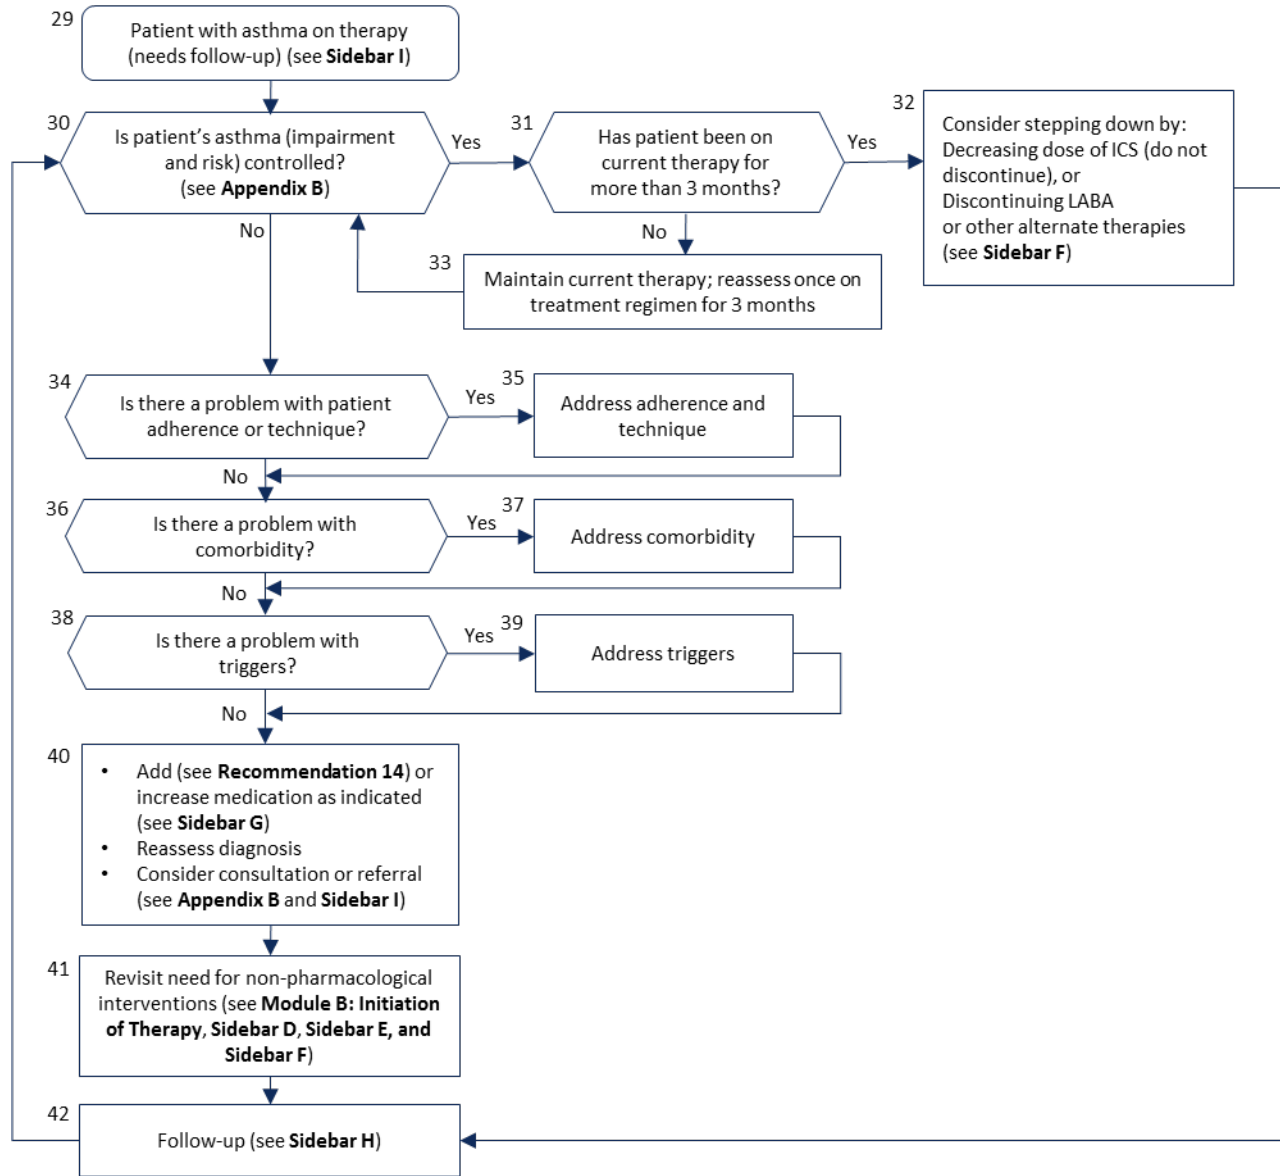 29
Patient with asthma on therapy
(needs follow-up) (see Sidebar I)
30
Is patient's asthma (impairment
and risk) controlled?
(see Appendix B)
Yes
No
31
Has patient been on
current therapy for
more than 3 months?
Yes
No
32
Consider stepping down by:
Decreasing dose of ICS (do not
discontinue), or
Discontinuing LABA
or other alternate therapies
(see Sidebar F)
33
Maintain current therapy; reassess once on
treatment regimen for 3 months
34
Is there a problem with patient
adherence or technique?
Yes
No
35
Address adherence and
technique
36
Is there a problem with
comorbidity?
Yes
No
37
Address comorbidity
38
Is there a problem with
triggers?
Yes
No
39
Address triggers
40
• Add (see Recommendation 14) or
increase medication as indicated
(see Sidebar G)
• Reassess diagnosis
• Consider consultation or referral
(see Appendix B and Sidebar I)
41
Revisit need for non-pharmacological
interventions (see Module B: Initiation
of Therapy, Sidebar D, Sidebar E, and
Sidebar F)
42
Follow-up (see Sidebar H)